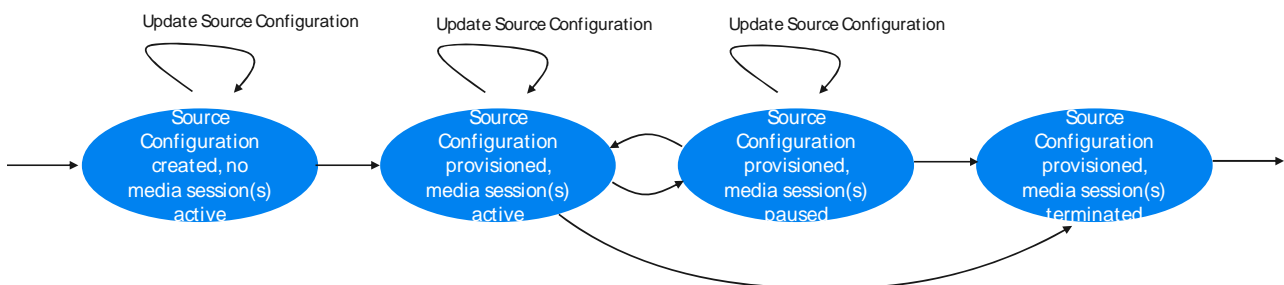 Update Source Configuration
Update Source Configuration
Update Source Configuration
Source
Configuration
created, no
media session(s)
active
Source
Configuration
provisioned,
media session(s)
active
Source
Configuration
provisioned,
media session(s)
paused
Source
Configuration
provisioned,
media session(s)
terminated